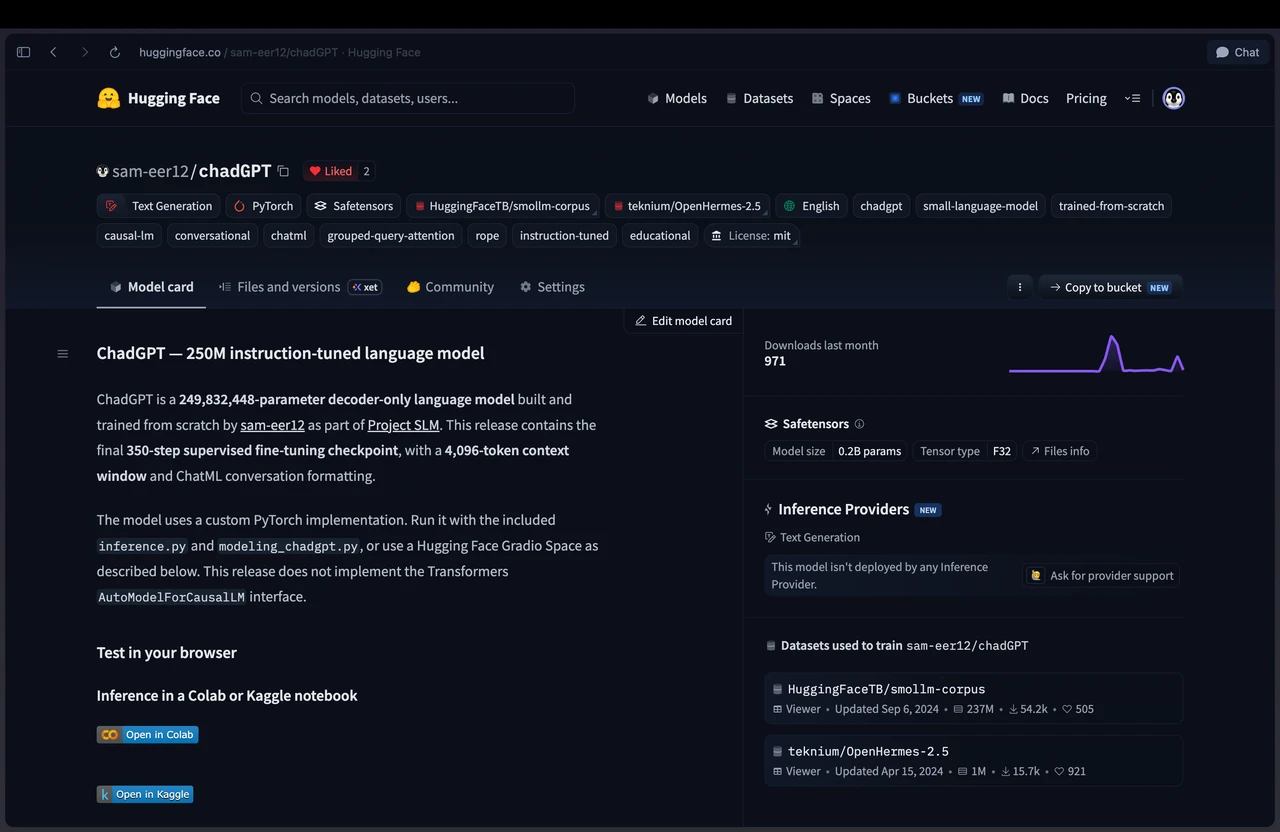 huggingface.co / sam-eer12/chadGPT · Hugging Face
Chat
Hugging Face
Search models, datasets, users...
Models
Datasets
Spaces
Buckets NEW
Docs
Pricing
sam-eer12/chadGPT
Liked 2
Text Generation
PyTorch
Safetensors
HuggingFaceTB/smollm-corpus
teknium/OpenHermes-2.5
English
chadgpt
small-language-model
trained-from-scratch
causal-lm
conversational
chatml
grouped-query-attention
rope
instruction-tuned
educational
License: mit
Model card
Files and versions xet
Community
Settings
Copy to bucket NEW
Edit model card
ChadGPT — 250M instruction-tuned language model
ChadGPT is a 249,832,448-parameter decoder-only language model built and
trained from scratch by sam-eer12 as part of Project SLM. This release contains the
final 350-step supervised fine-tuning checkpoint, with a 4,096-token context
window and ChatML conversation formatting.
The model uses a custom PyTorch implementation. Run it with the included
inference.py and modeling_chadgpt.py, or use a Hugging Face Gradio Space as
described below. This release does not implement the Transformers
AutoModelForCausalLM interface.
Test in your browser
Inference in a Colab or Kaggle notebook
Open in Colab
k Open in Kaggle
Downloads last month
971
Safetensors
Model size 0.2B params
Tensor type F32
Files info
Inference Providers NEW
Text Generation
This model isn't deployed by any Inference
Provider.
Ask for provider support
Datasets used to train sam-eer12/chadGPT
HuggingFaceTB/smollm-corpus
Viewer • Updated Sep 6, 2024 • 237M • 54.2k • 505
teknium/OpenHermes-2.5
Viewer • Updated Apr 15, 2024 • 1M • 15.7k • 921